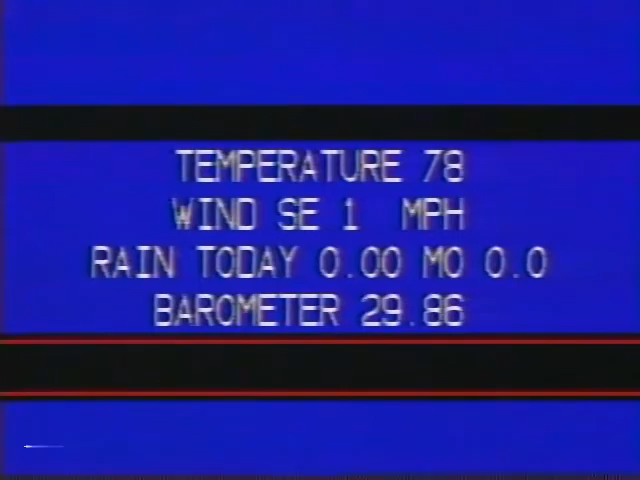 TEMPERATURE 78
WIND SE 1 MPH
RAIN TODAY 0.00 MO 0.0
BAROMETER 29.86